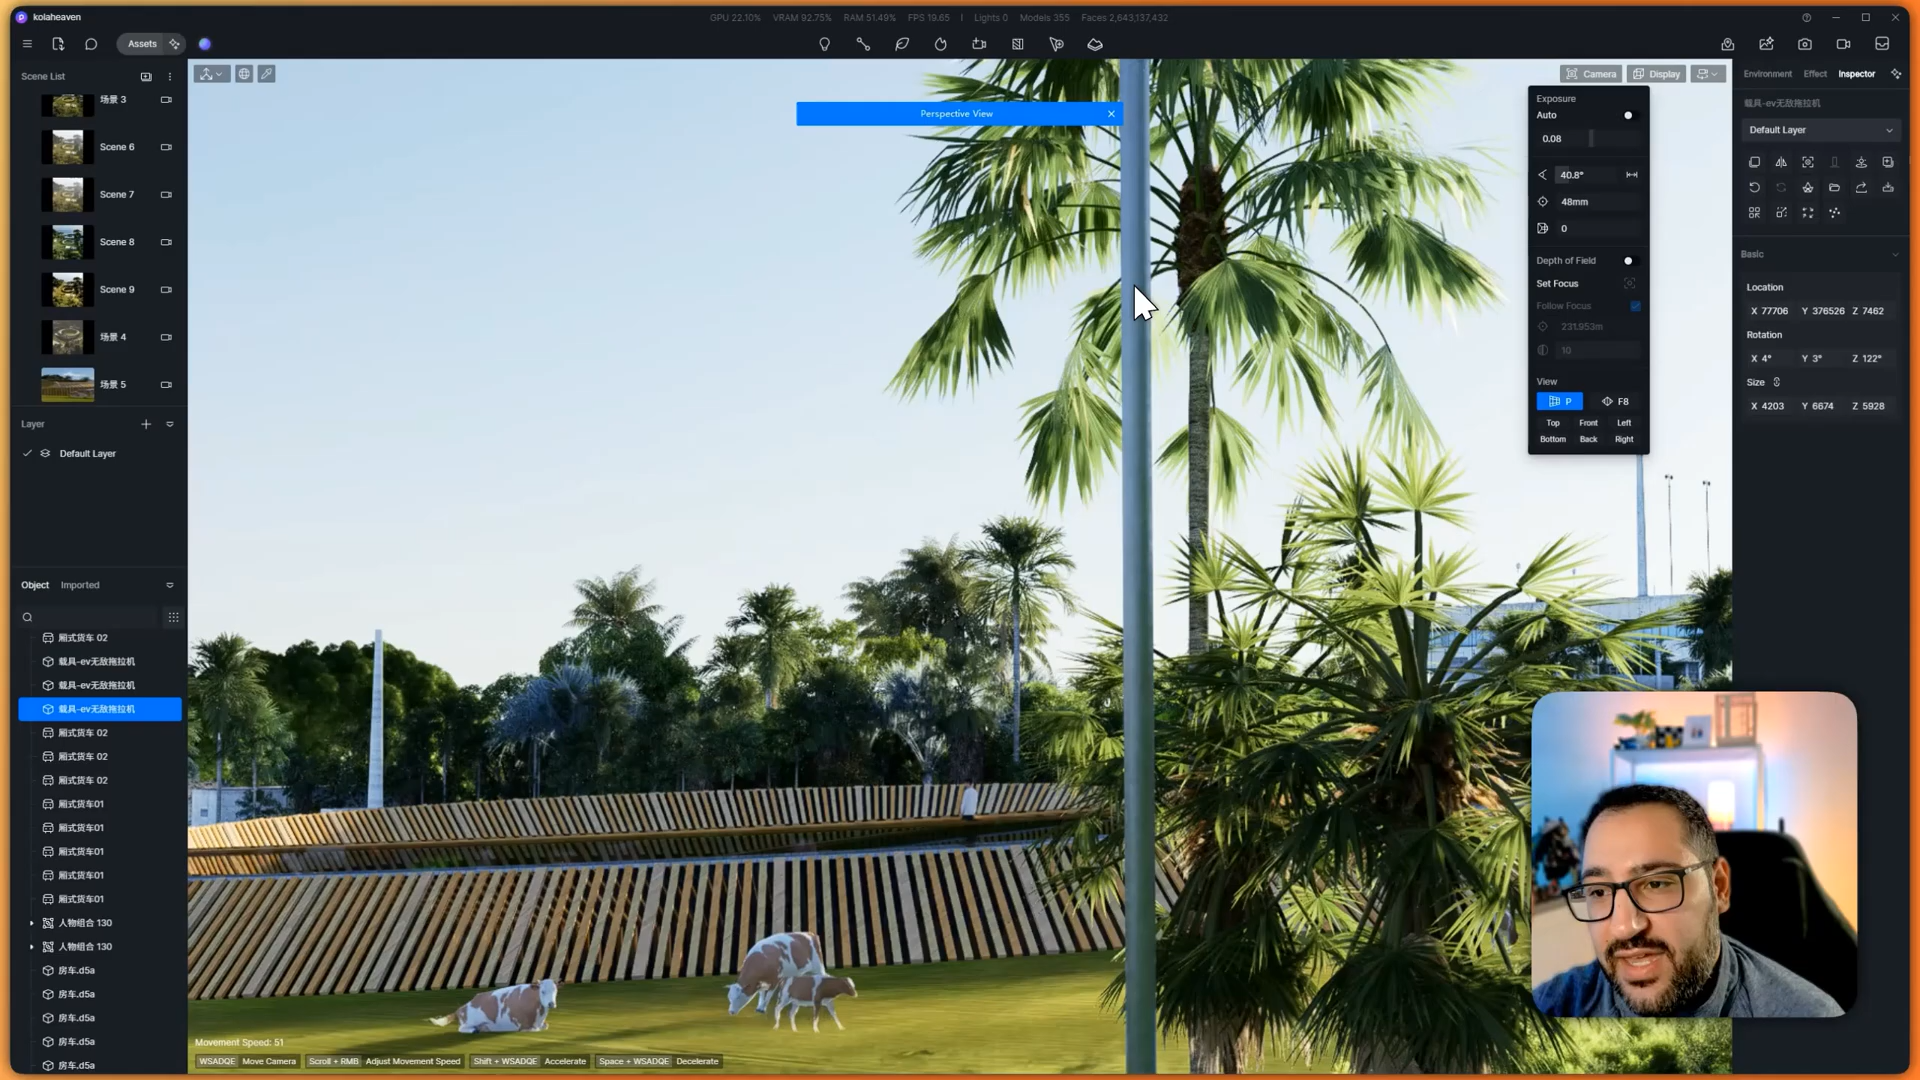 kolaheaven
GPU 22.10% VRAM 92.75% RAM 51.49% FPS 19.65 | Lights 0 Models 355 Faces 2,643,137,432
Assets
Scene List
场景 3
Scene 6
Scene 7
Scene 8
Scene 9
场景 4
场景 5
Layer
Default Layer
Object Imported
厢式货车 02
载具-ev无敌拖拉机
载具-ev无敌拖拉机
载具-ev无敌拖拉机
厢式货车 02
厢式货车 02
厢式货车 02
厢式货车01
厢式货车01
厢式货车01
厢式货车01
厢式货车01
人物组合 130
人物组合 130
房车.d5a
房车.d5a
房车.d5a
房车.d5a
房车.d5a
Perspective View
Movement Speed: 51
WSADQE Move Camera Scroll + RMB Adjust Movement Speed Shift + WSADQE Accelerate Space + WSADQE Decelerate
Camera Display
Exposure
Auto
0.08
40.8°
48mm
0
Depth of Field
Set Focus
Follow Focus
231.953m
10
View
P F8
Top Front Left
Bottom Back Right
Environment Effect Inspector
载具-ev无敌拖拉机
Default Layer
Basic
Location
X 77706 Y 376526 Z 7462
Rotation
X 4° Y 3° Z 122°
Size
X 4203 Y 6674 Z 5928